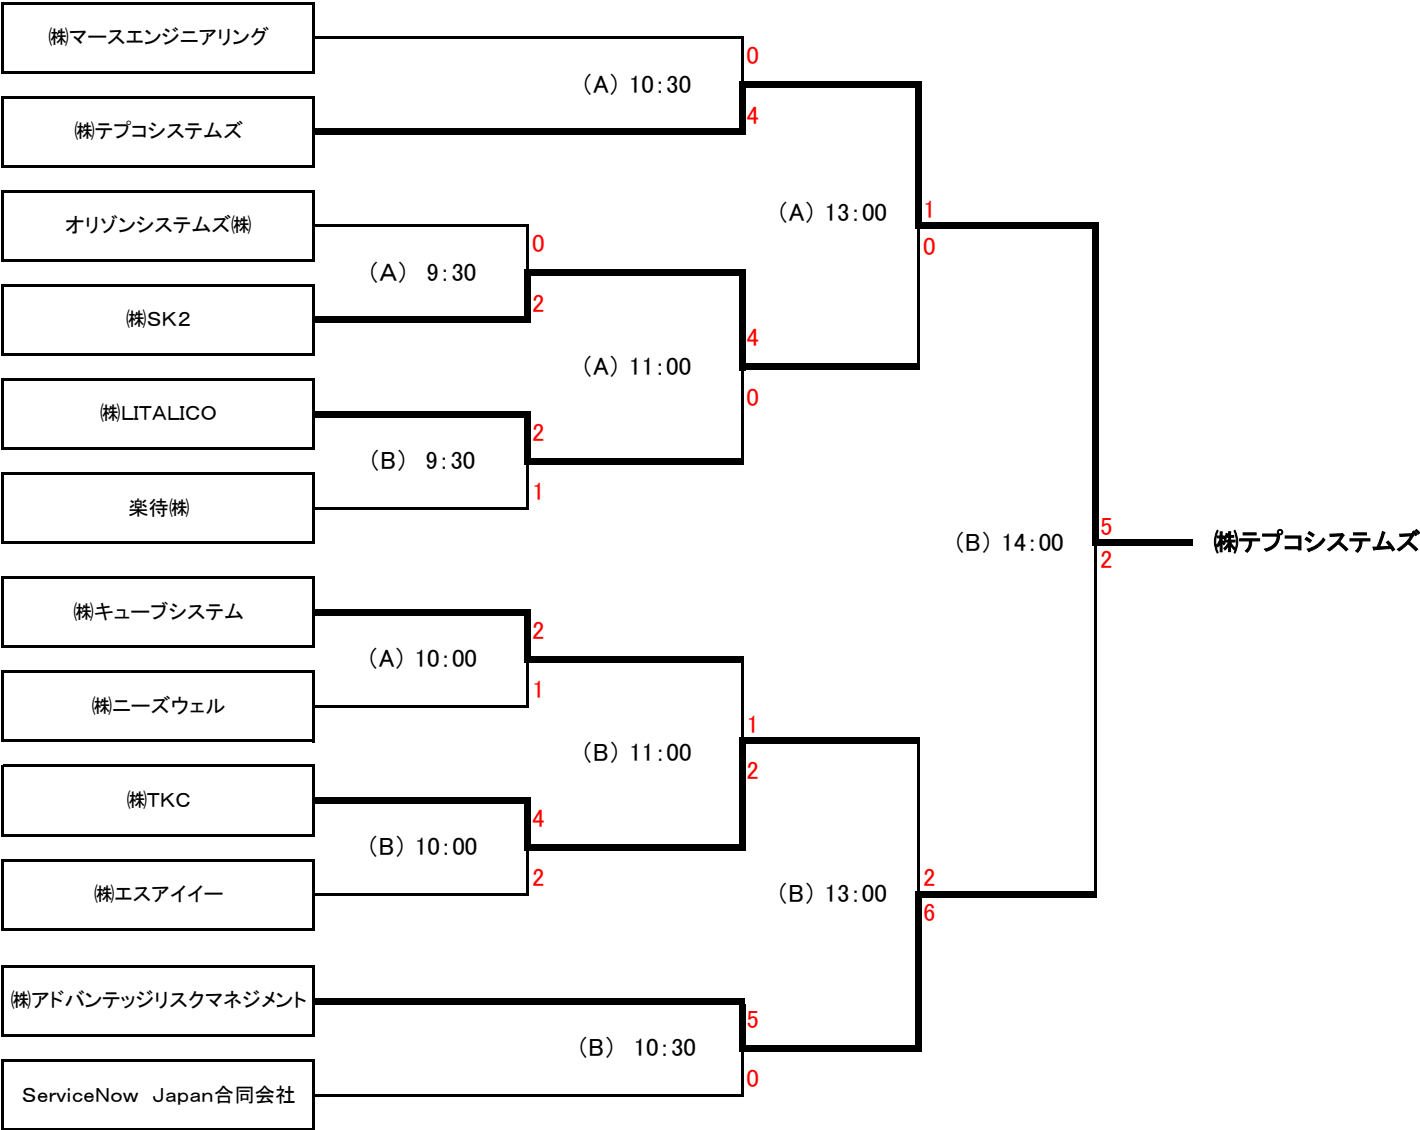 ㈱マースエンジニアリング
0
(A) 10:30
4
㈱テプコシステムズ
オリゾンシステムズ㈱
0
(A) 9:30
2
㈱SK2
(A) 13:00
1
0
4
(A) 11:00
0
㈱LITALICO
2
(B) 9:30
1
楽待㈱
(B) 14:00
5
2
㈱テプコシステムズ
㈱キューブシステム
2
(A) 10:00
1
㈱ニーズウェル
1
(B) 11:00
2
㈱TKC
4
(B) 10:00
2
㈱エスアイイー
(B) 13:00
2
6
㈱アドバンテッジリスクマネジメント
5
(B) 10:30
0
ServiceNow Japan合同会社